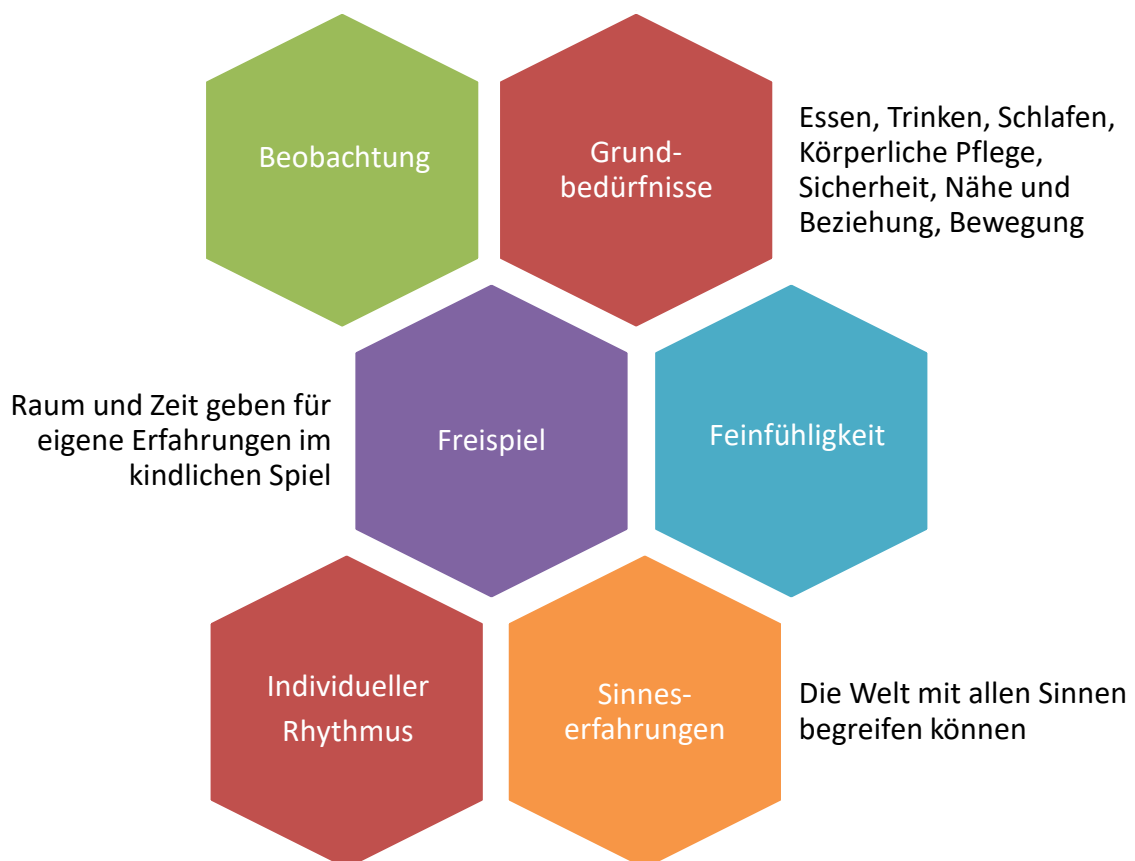 Beobachtung
Grund-
bedürfnisse
Essen, Trinken, Schlafen,
Körperliche Pflege,
Sicherheit, Nähe und
Beziehung, Bewegung
Raum und Zeit geben für
eigene Erfahrungen im
kindlichen Spiel
Freispiel
Feinfühligkeit
Individueller
Rhythmus
Sinnes-
erfahrungen
Die Welt mit allen Sinnen
begreifen können